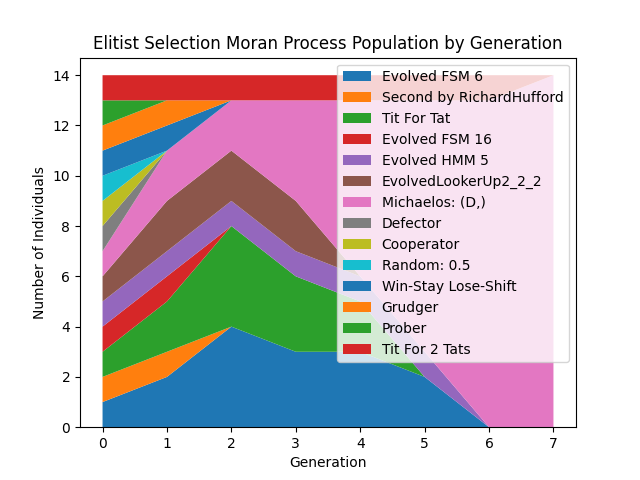 Elitist Selection Moran Process Population by Generation
Number of Individuals
14
12
10
8
6
4
2
0
Evolved FSM 6
Second by RichardHufford
Tit For Tat
Evolved FSM 16
Evolved HMM 5
EvolvedLookerUp2_2_2
Michaelos: (D,)
Defector
Cooperator
Random: 0.5
Win-Stay Lose-Shift
Grudger
Prober
Tit For 2 Tats
0 1 2 3 4 5 6 7
Generation